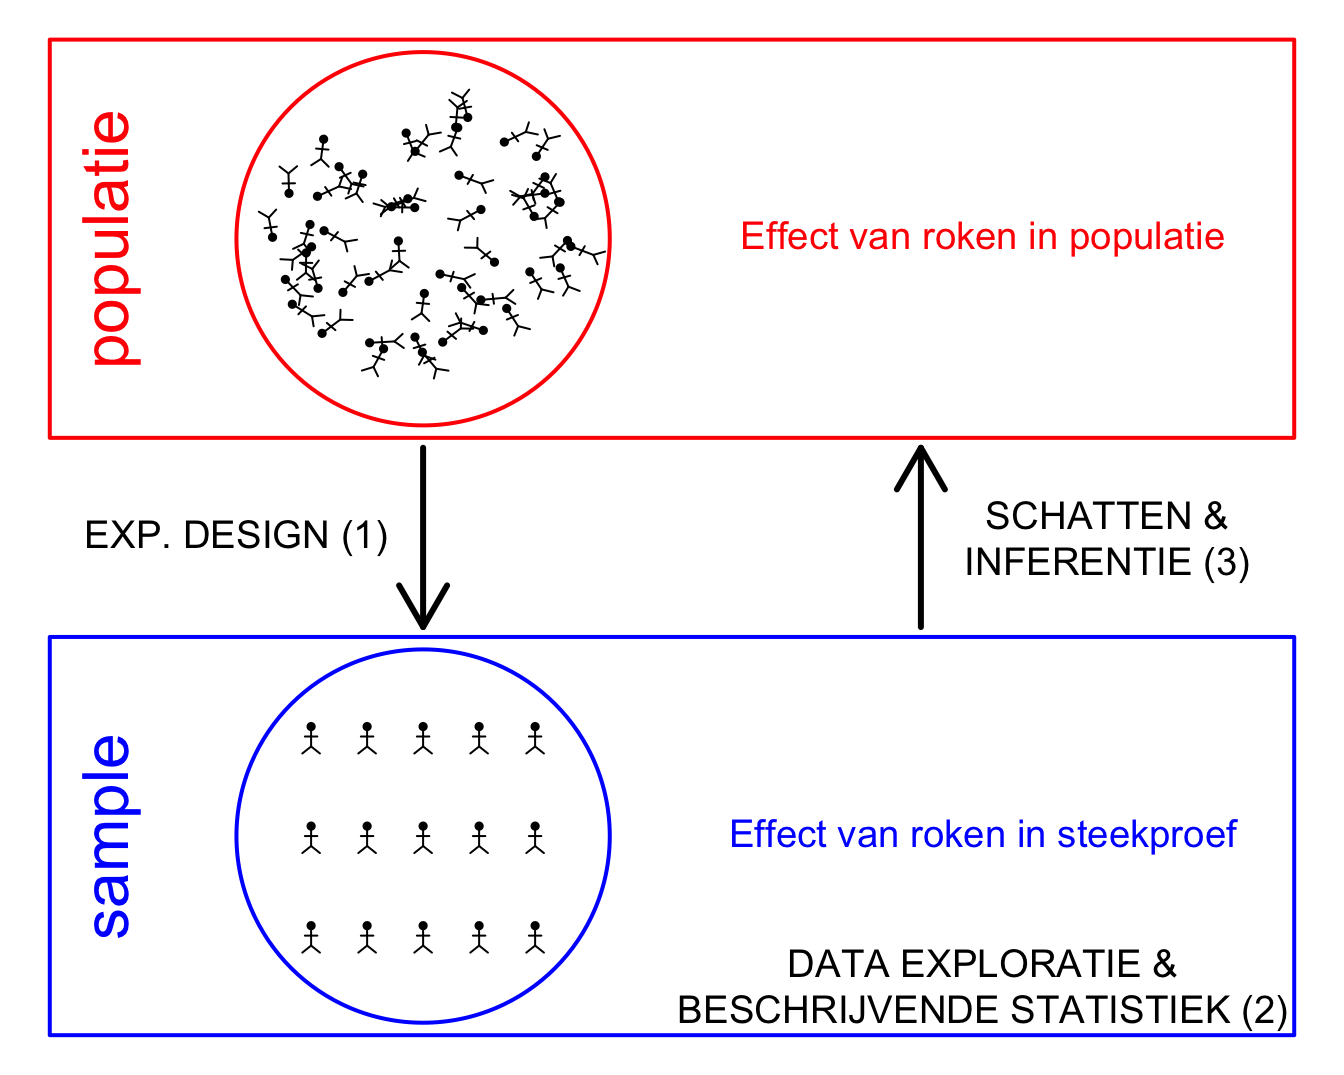 populatie
Effect van roken in populatie
EXP. DESIGN (1)
SCHATTEN &
INFERENTIE (3)
sample
Effect van roken in steekproef
DATA EXPLORATIE &
BESCHRIJVENDE STATISTIEK (2)